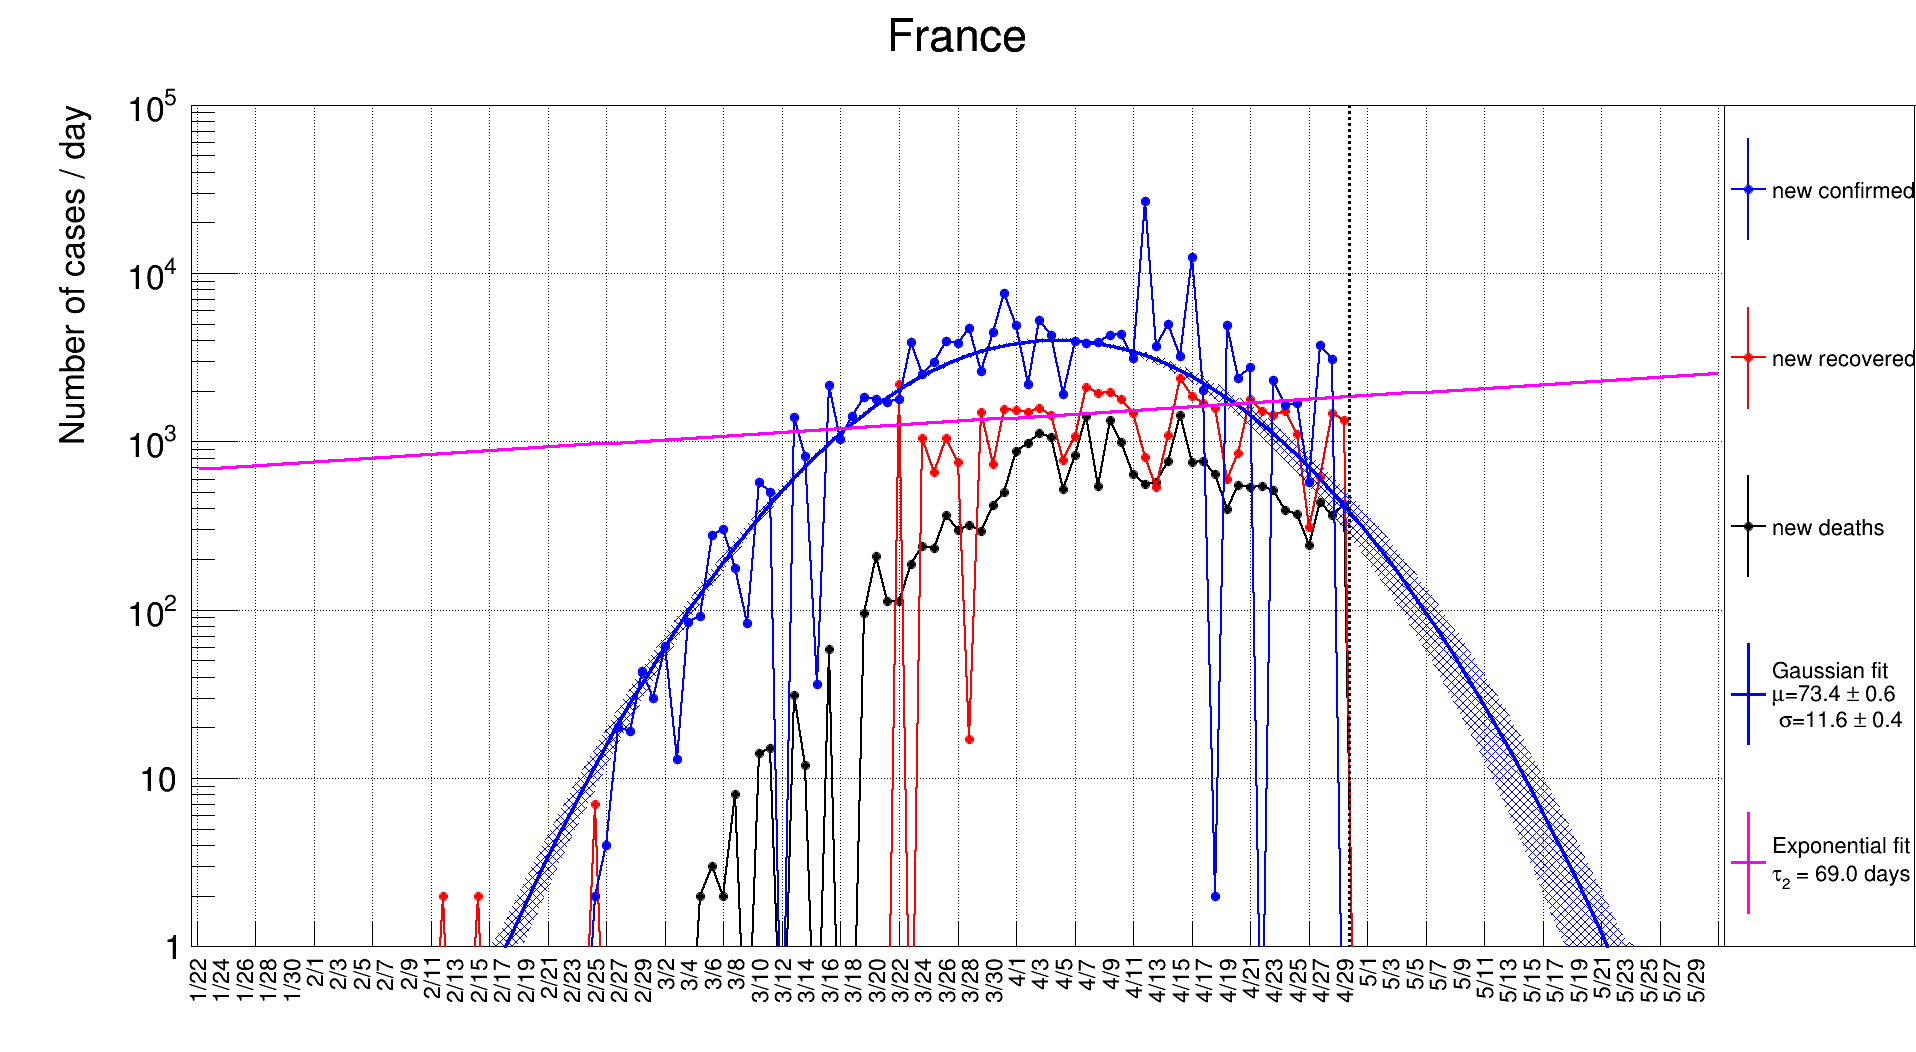 France
Number of cases / day
10^5
10^4
10^3
10^2
10
1
1/22 1/24 1/26 1/28 1/30 2/1 2/3 2/5 2/7 2/9 2/11 2/13 2/15 2/17 2/19 2/21 2/23 2/25 2/27 2/29 3/2 3/4 3/6 3/8 3/10 3/12 3/14 3/16 3/18 3/20 3/22 3/24 3/26 3/28 3/30 4/1 4/3 4/5 4/7 4/9 4/11 4/13 4/15 4/17 4/19 4/21 4/23 4/25 4/27 4/29 5/1 5/3 5/5 5/7 5/9 5/11 5/13 5/15 5/17 5/19 5/21 5/23 5/25 5/27 5/29
new confirmed
new recovered
new deaths
Gaussian fit
μ=73.4 ± 0.6
σ=11.6 ± 0.4
Exponential fit
τ₂ = 69.0 days